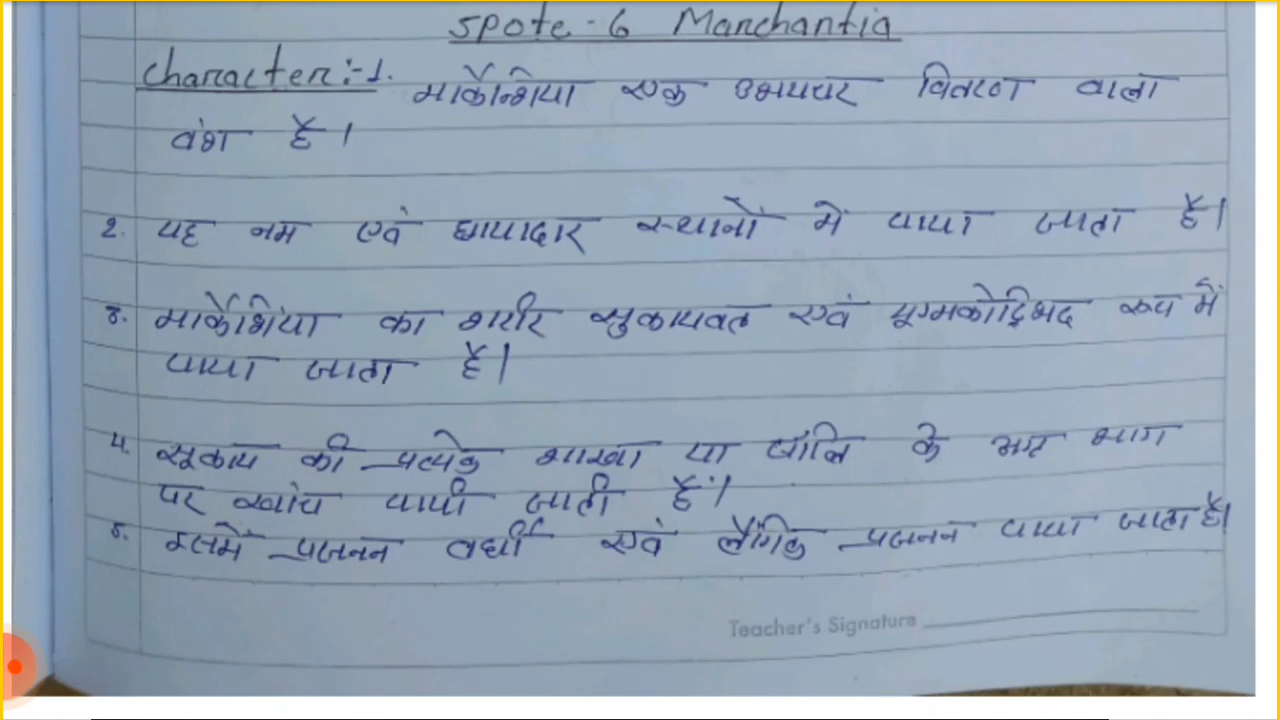 Spote-6 Marchantia
Character:-1. मार्केन्शिया एक उभयचर वितरण वाला
वंश है।
2. यह नम एवं छायादार स्थानों में पाया जाता है।
3. मार्केशिया का शरीर सुकायवत एवं यूग्मकोद्भिद रूप में
पाया जाता है।
4. सूकाय की प्रत्येक शाखा या पालि के अग्र भाग
पर खांच पायी जाती है।
5. इसमें प्रजनन वर्धी एवं लैंगिक प्रजनन पाया जाता है।
Teacher's Signature